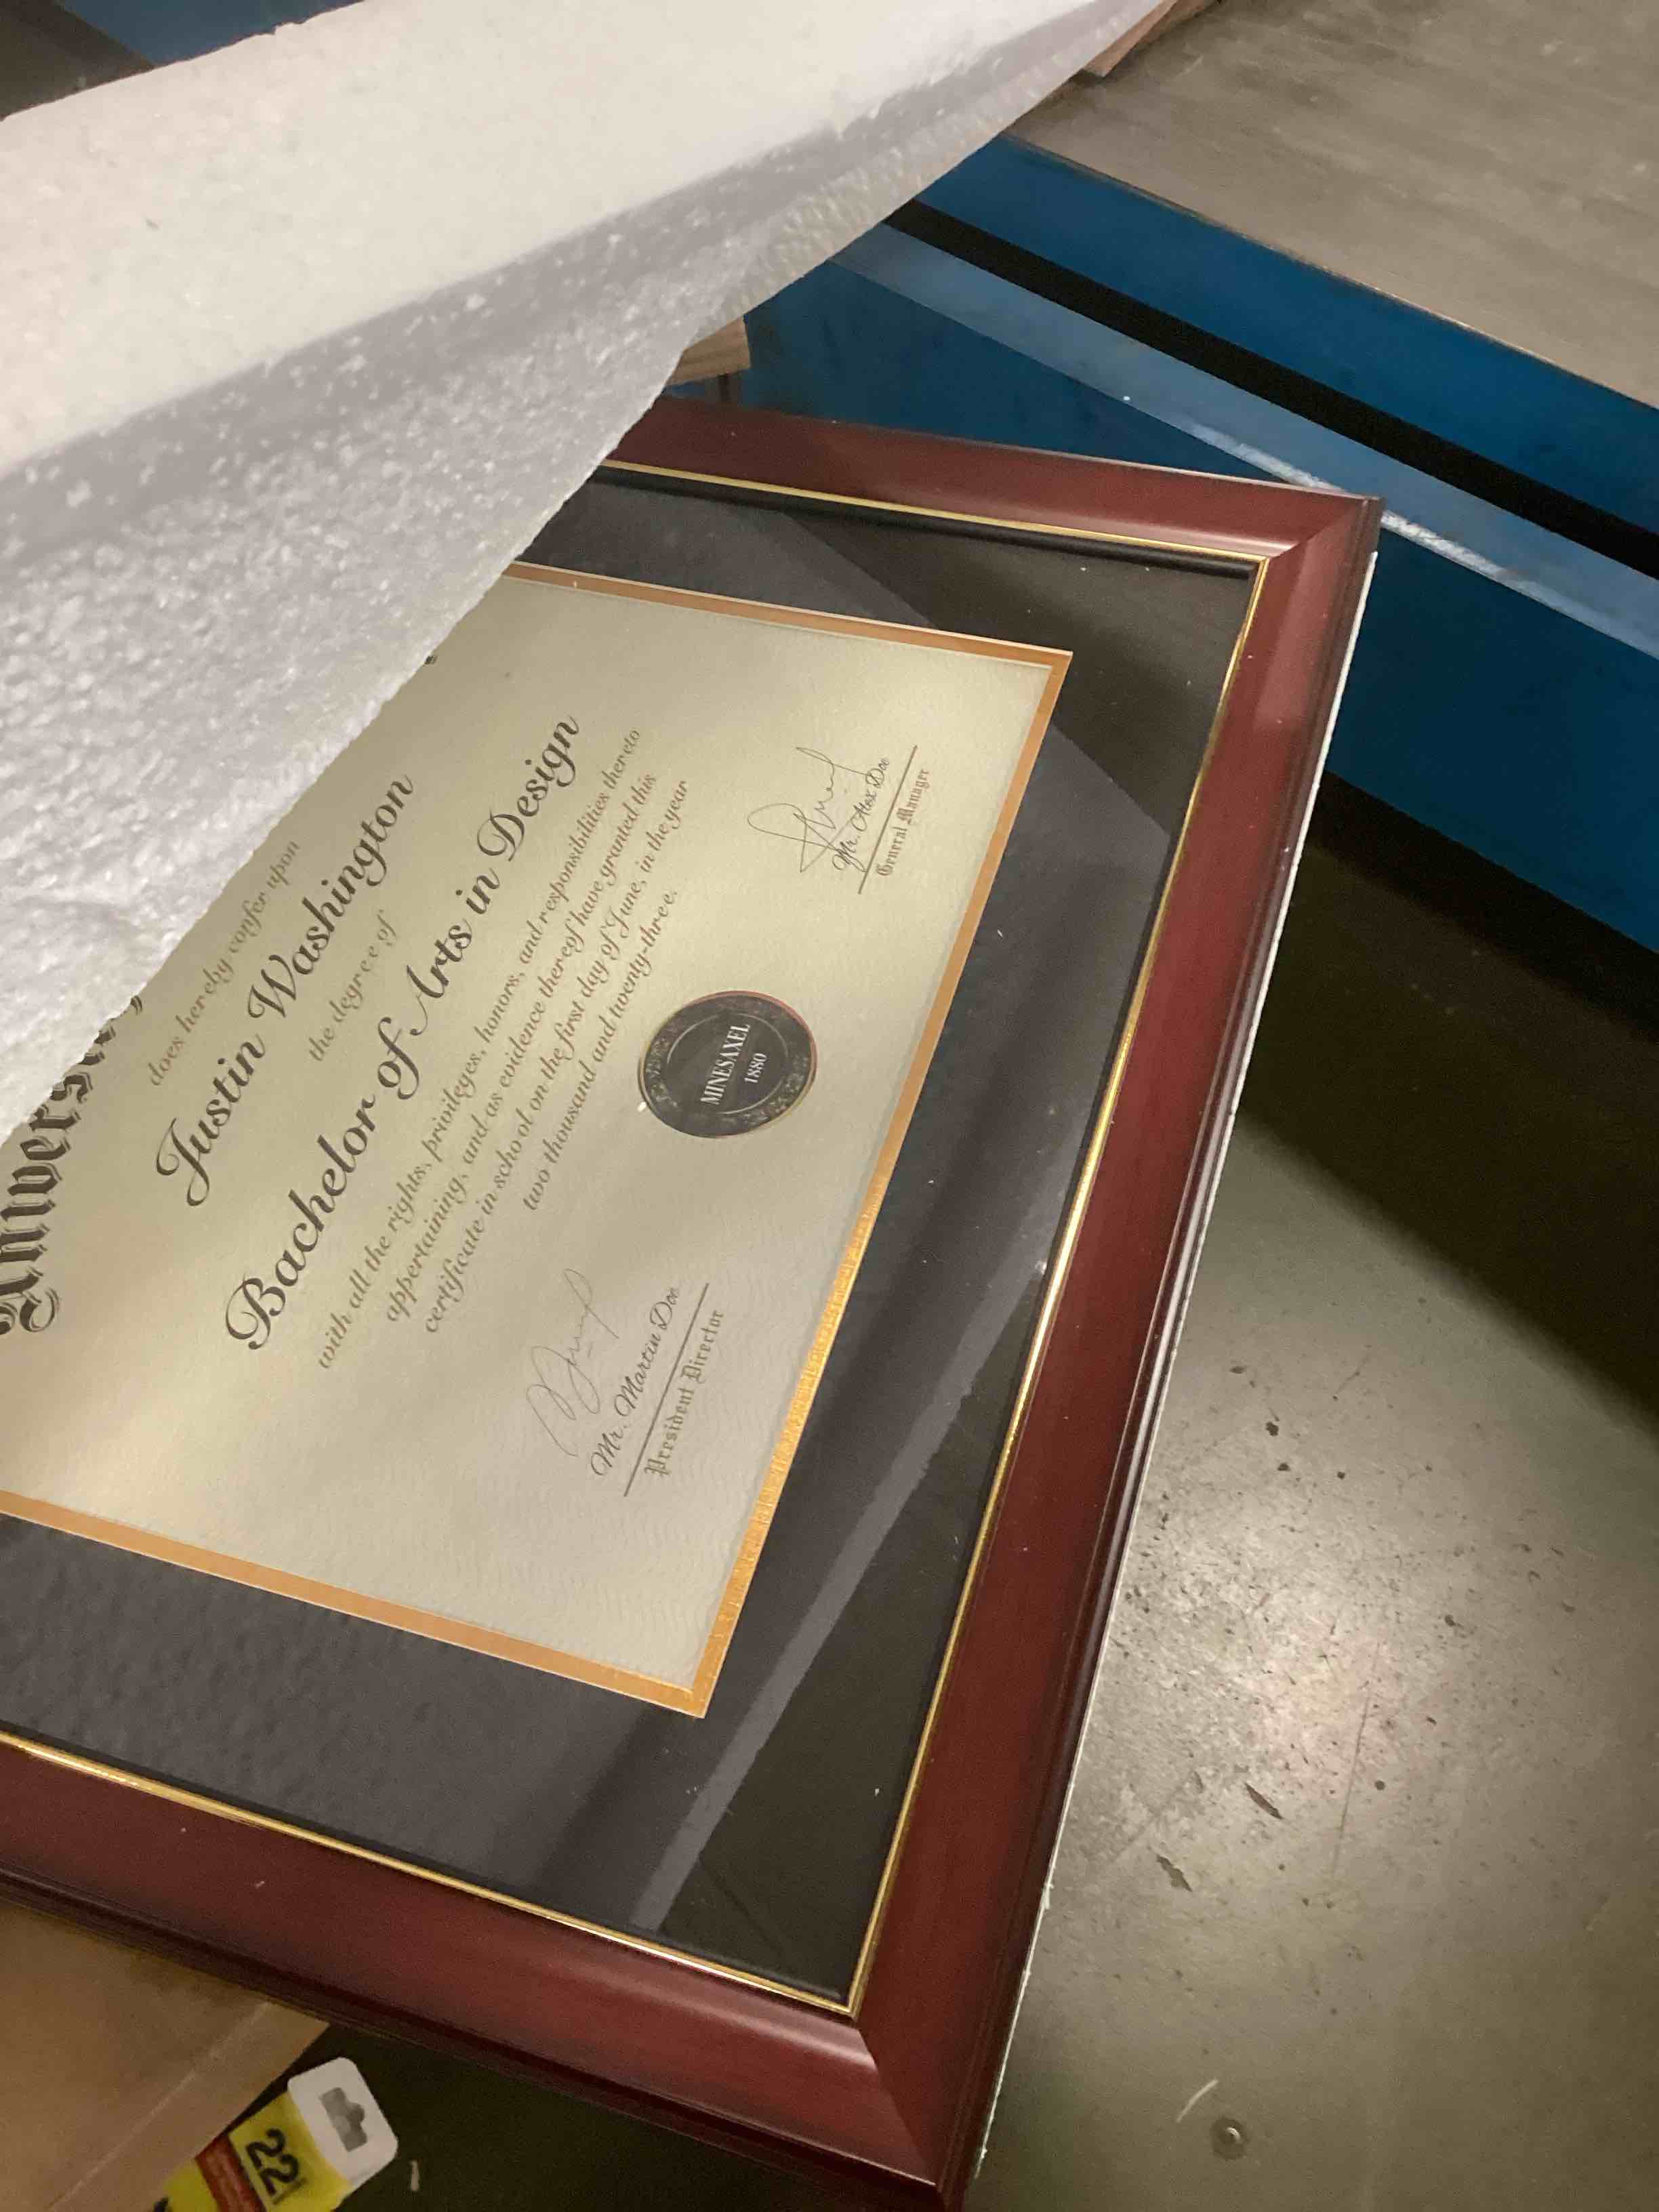 University
does hereby confer upon
Justin Washington
the degree of
Bachelor of Arts in Design
with all the rights, privileges, honors, and responsibilities thereto
appertaining, and as evidence thereof have granted this
certificate in school on the first day of June, in the year
two thousand and twenty-three.
MINESAXEL
1880
Mr. Martin Doe
President Director
Mr. Alex Doe
General Manager
22